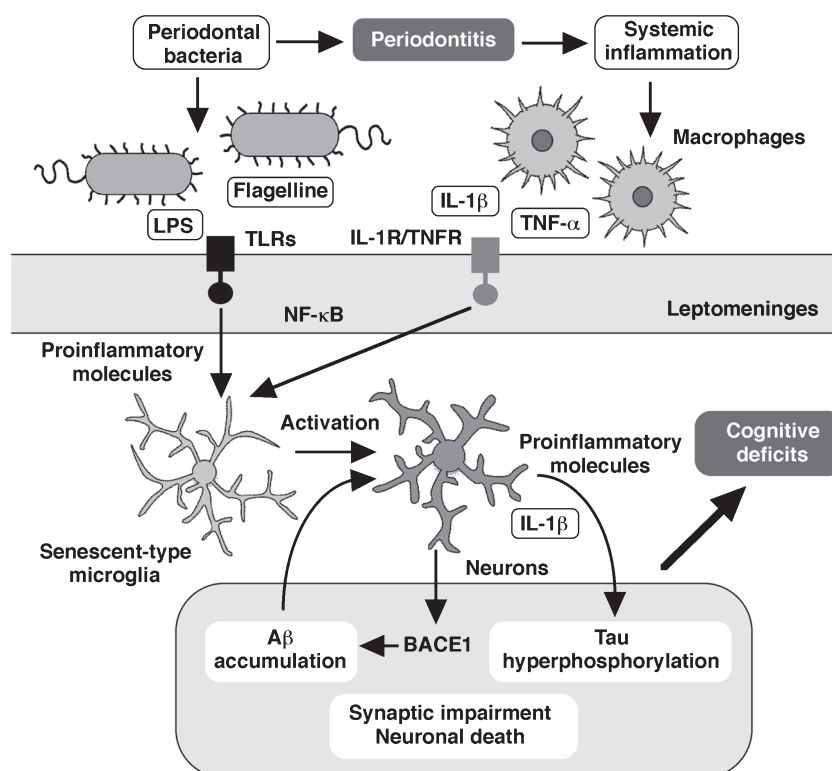 Periodontal
bacteria
Periodontitis
Systemic
inflammation
Macrophages
Flagelline
IL-1β
LPS
TNF-α
TLRs
IL-1R/TNFR
NF-κB
Leptomeninges
Proinflammatory
molecules
Activation
Proinflammatory
molecules
Cognitive
deficits
IL-1β
Senescent-type
microglia
Neurons
Aβ
accumulation
BACE1
Tau
hyperphosphorylation
Synaptic impairment
Neuronal death